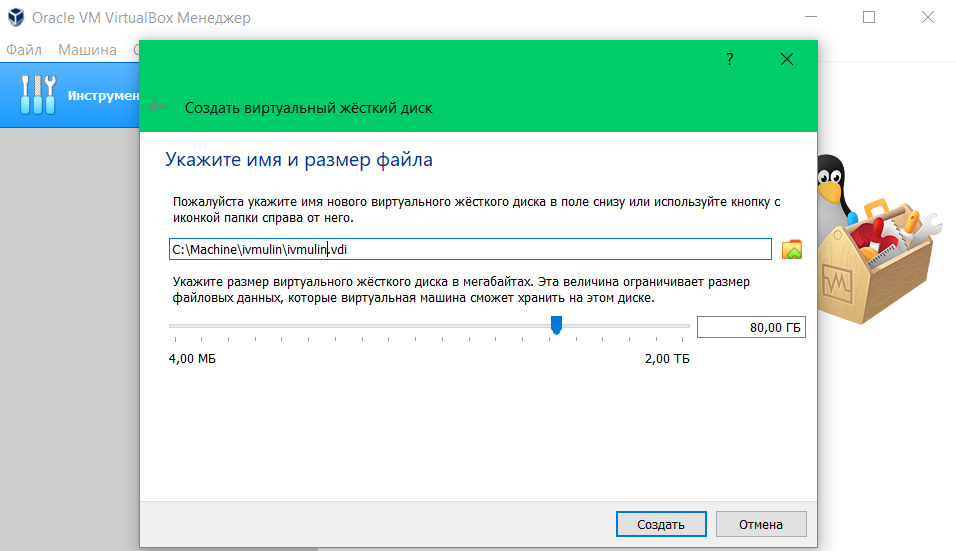 Oracle VM VirtualBox Менеджер
Файл Машина
?
Инструмен
Создать виртуальный жёсткий диск
Укажите имя и размер файла
Пожалуйста укажите имя нового виртуального жёсткого диска в поле снизу или используйте кнопку с
иконкой папки справа от него.
C:\Machine\ivmulin\ivmulin.vdi
Укажите размер виртуального жёсткого диска в мегабайтах. Эта величина ограничивает размер
файловых данных, которые виртуальная машина сможет хранить на этом диске.
80,00 ГБ
4,00 МБ 2,00 ТБ
Создать Отмена